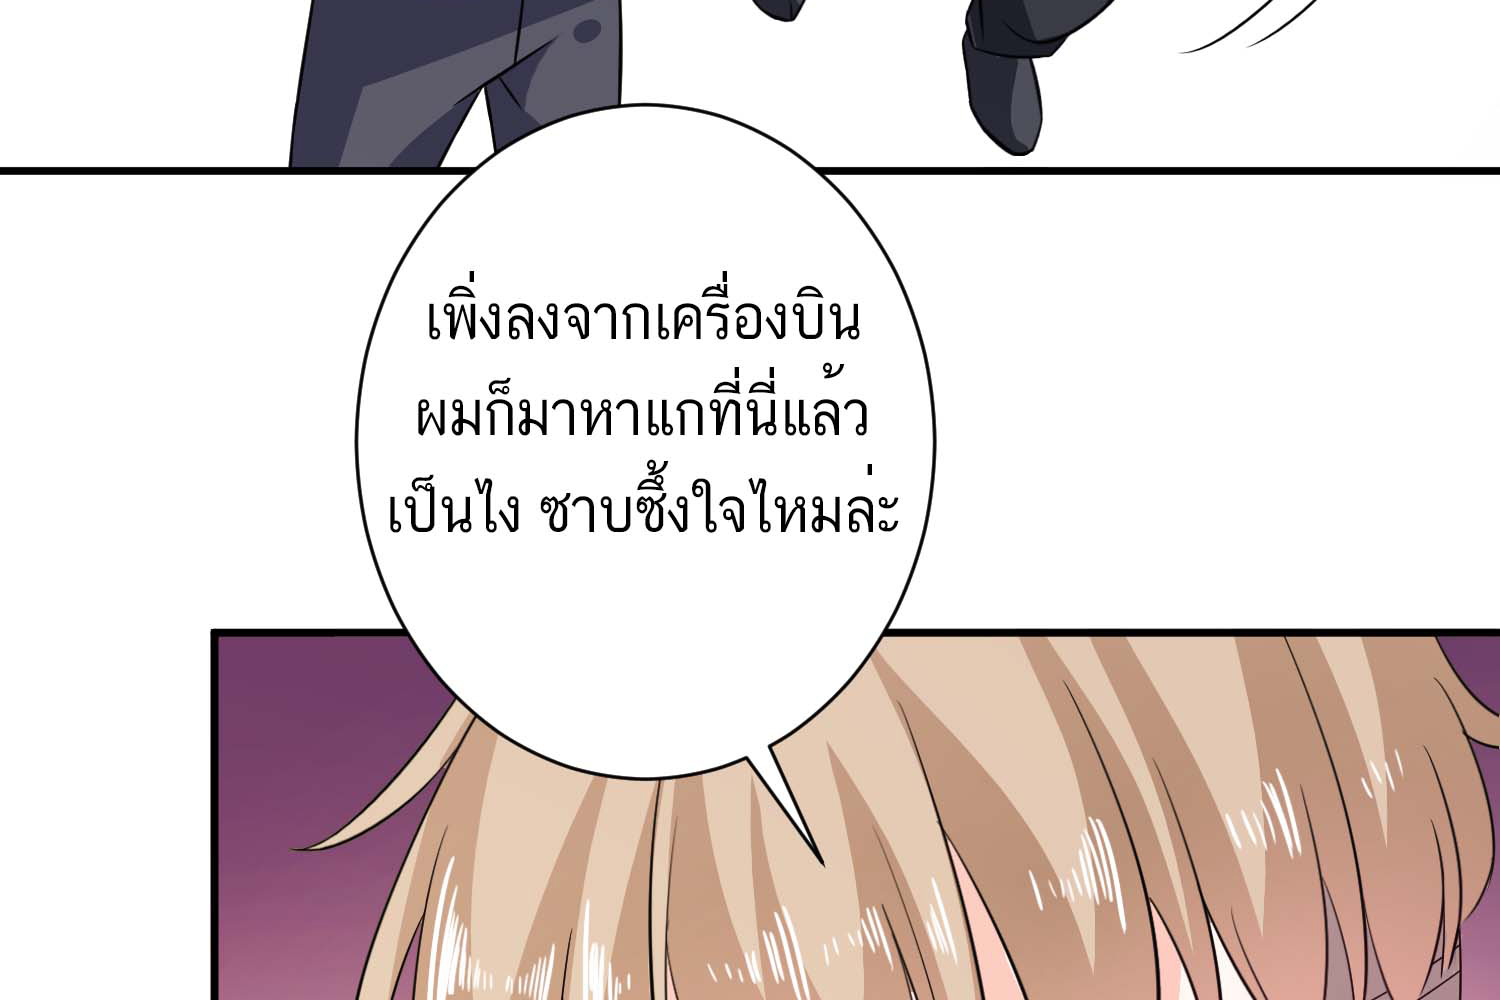 เพิ่งลงจากเครื่องบิน
ผมก็มาหาแกที่นี่แล้ว
เป็นไง ซาบซึ้งใจไหมล่ะ